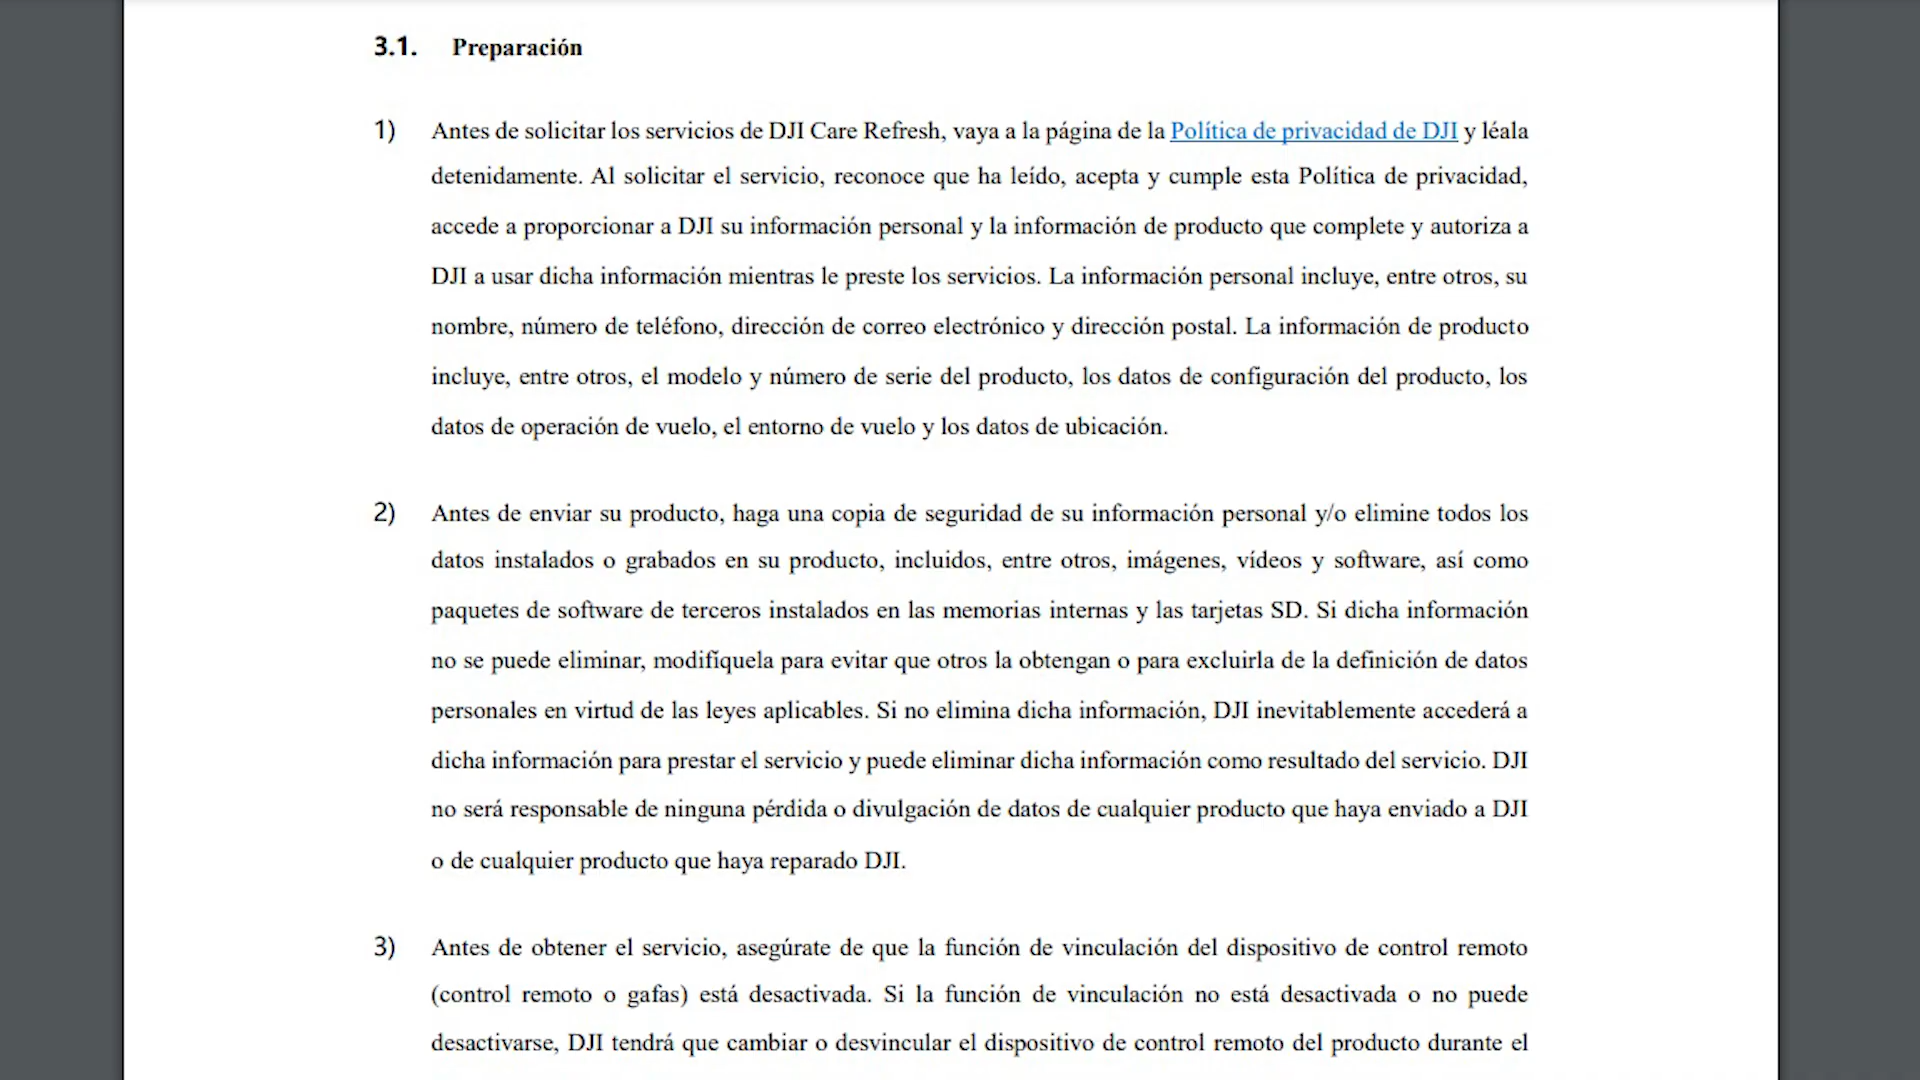 3.1. Preparación
1) Antes de solicitar los servicios de DJI Care Refresh, vaya a la página de la Política de privacidad de DJI y léala
detenidamente. Al solicitar el servicio, reconoce que ha leído, acepta y cumple esta Política de privacidad,
accede a proporcionar a DJI su información personal y la información de producto que complete y autoriza a
DJI a usar dicha información mientras le preste los servicios. La información personal incluye, entre otros, su
nombre, número de teléfono, dirección de correo electrónico y dirección postal. La información de producto
incluye, entre otros, el modelo y número de serie del producto, los datos de configuración del producto, los
datos de operación de vuelo, el entorno de vuelo y los datos de ubicación.
2) Antes de enviar su producto, haga una copia de seguridad de su información personal y/o elimine todos los
datos instalados o grabados en su producto, incluidos, entre otros, imágenes, vídeos y software, así como
paquetes de software de terceros instalados en las memorias internas y las tarjetas SD. Si dicha información
no se puede eliminar, modifíquela para evitar que otros la obtengan o para excluirla de la definición de datos
personales en virtud de las leyes aplicables. Si no elimina dicha información, DJI inevitablemente accederá a
dicha información para prestar el servicio y puede eliminar dicha información como resultado del servicio. DJI
no será responsable de ninguna pérdida o divulgación de datos de cualquier producto que haya enviado a DJI
o de cualquier producto que haya reparado DJI.
3) Antes de obtener el servicio, asegúrate de que la función de vinculación del dispositivo de control remoto
(control remoto o gafas) está desactivada. Si la función de vinculación no está desactivada o no puede
desactivarse, DJI tendrá que cambiar o desvincular el dispositivo de control remoto del producto durante el